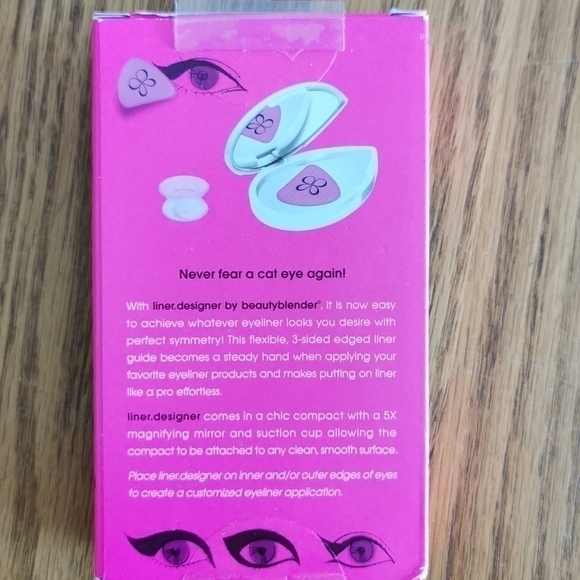 Never fear a cat eye again!
With liner.designer by beautyblender®, it is now easy
to achieve whatever eyeliner looks you desire with
perfect symmetry! This flexible, 3-sided edged liner
guide becomes a steady hand when applying your
favorite eyeliner products and makes putting on liner
like a pro effortless.
liner.designer comes in a chic compact with a 5X
magnifying mirror and suction cup allowing the
compact to be attached to any clean, smooth surface.
Place liner.designer on inner and/or outer edges of eyes
to create a customized eyeliner application.